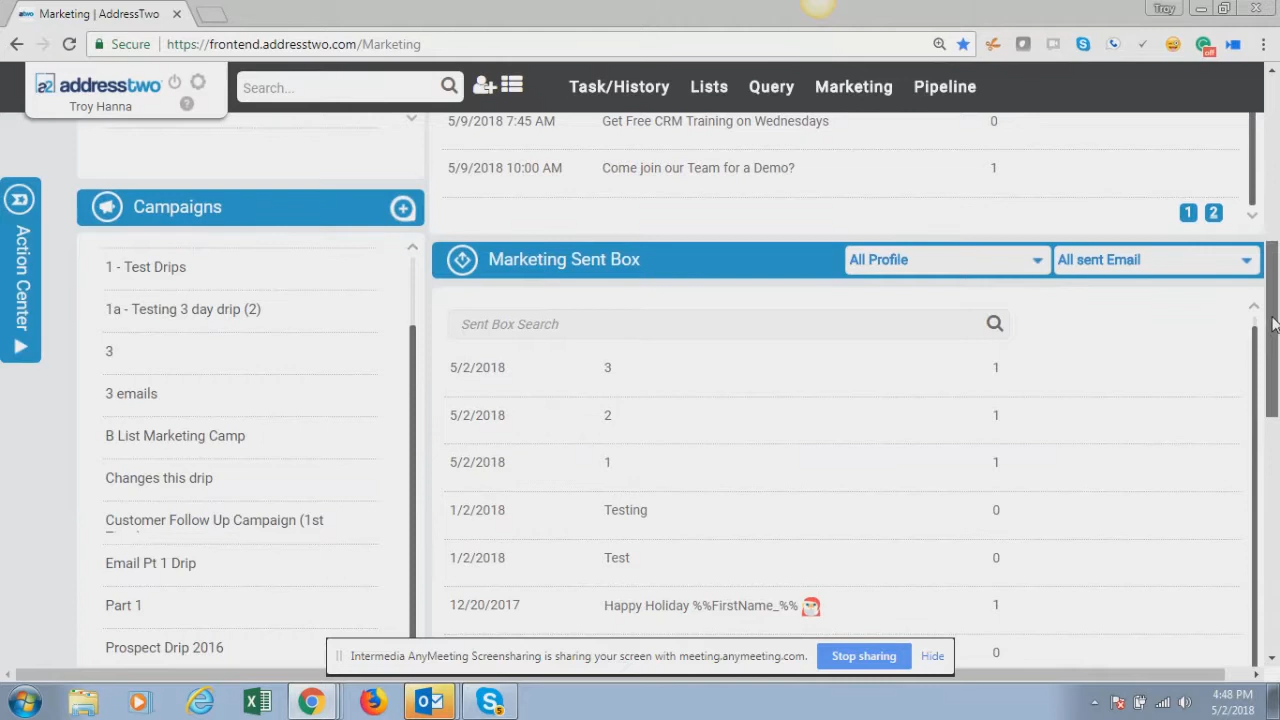 Marketing | AddressTwo
Troy
Secure https://frontend.addresstwo.com/Marketing
off
a2 addresstwo
Troy Hanna
?
Search...
Task/History Lists Query Marketing Pipeline
5/9/2018 7:45 AM Get Free CRM Training on Wednesdays 0
5/9/2018 10:00 AM Come join our Team for a Demo? 1
1 2
Action Center
Campaigns
1 - Test Drips
1a - Testing 3 day drip (2)
3
3 emails
B List Marketing Camp
Changes this drip
Customer Follow Up Campaign (1st
Email Pt 1 Drip
Part 1
Prospect Drip 2016
Marketing Sent Box All Profile All sent Email
Sent Box Search
5/2/2018 3 1
5/2/2018 2 1
5/2/2018 1 1
1/2/2018 Testing 0
1/2/2018 Test 0
12/20/2017 Happy Holiday %%FirstName_%% 1
0
Intermedia AnyMeeting Screensharing is sharing your screen with meeting.anymeeting.com. Stop sharing Hide
4:48 PM
5/2/2018